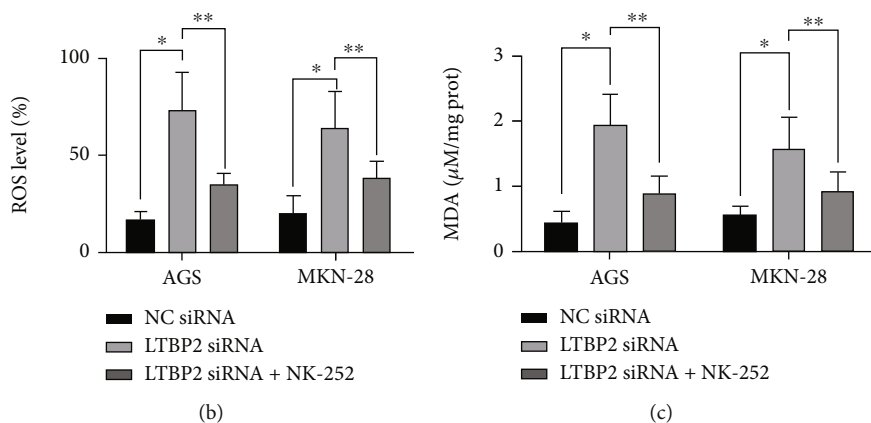 * ** * **
ROS level (%)
100
50
0
AGS MKN-28
NC siRNA
LTBP2 siRNA
LTBP2 siRNA + NK-252
(b)
* ** * **
MDA (μM/mg prot)
3
2
1
0
AGS MKN-28
NC siRNA
LTBP2 siRNA
LTBP2 siRNA + NK-252
(c)